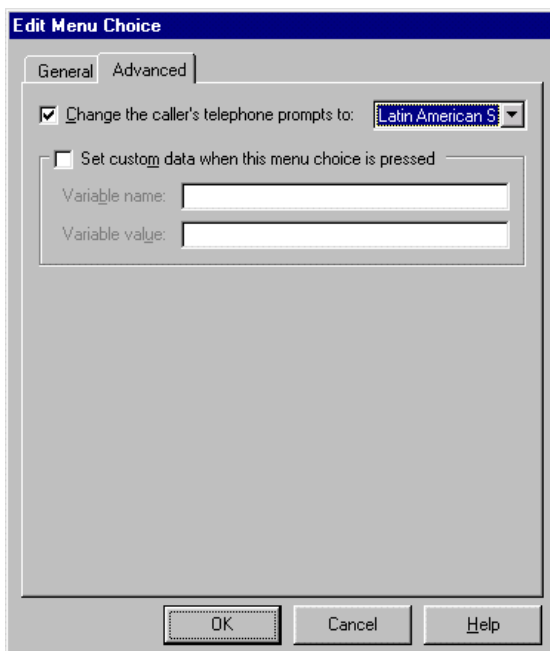 Edit Menu Choice
General Advanced
Change the caller's telephone prompts to: Latin American S
Set custom data when this menu choice is pressed
Variable name:
Variable value:
OK Cancel Help